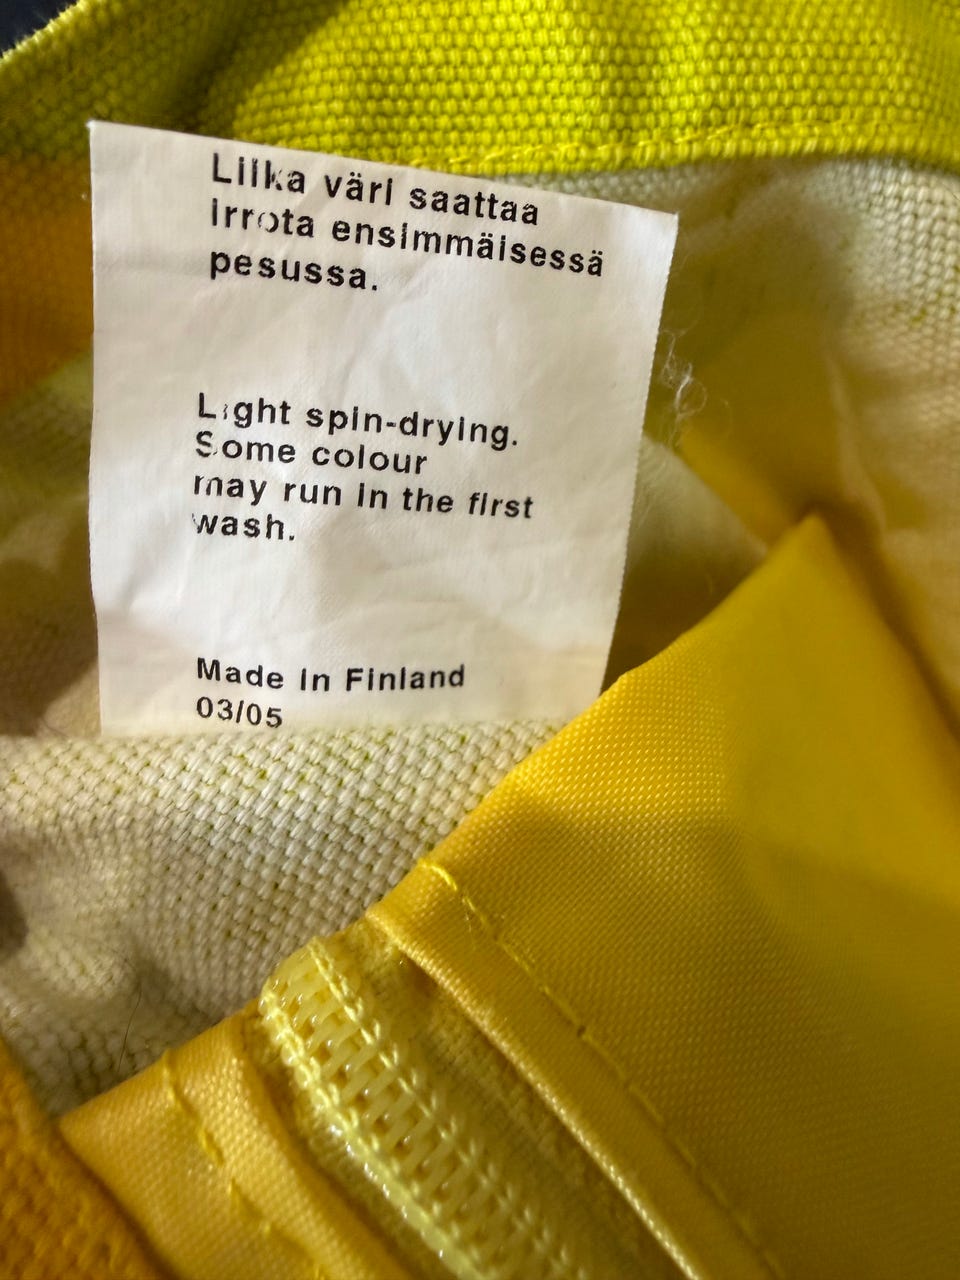 Liika väri saattaa
irrota ensimmäisessä
pesussa.
Light spin-drying.
Some colour
may run in the first
wash.
Made in Finland
03/05